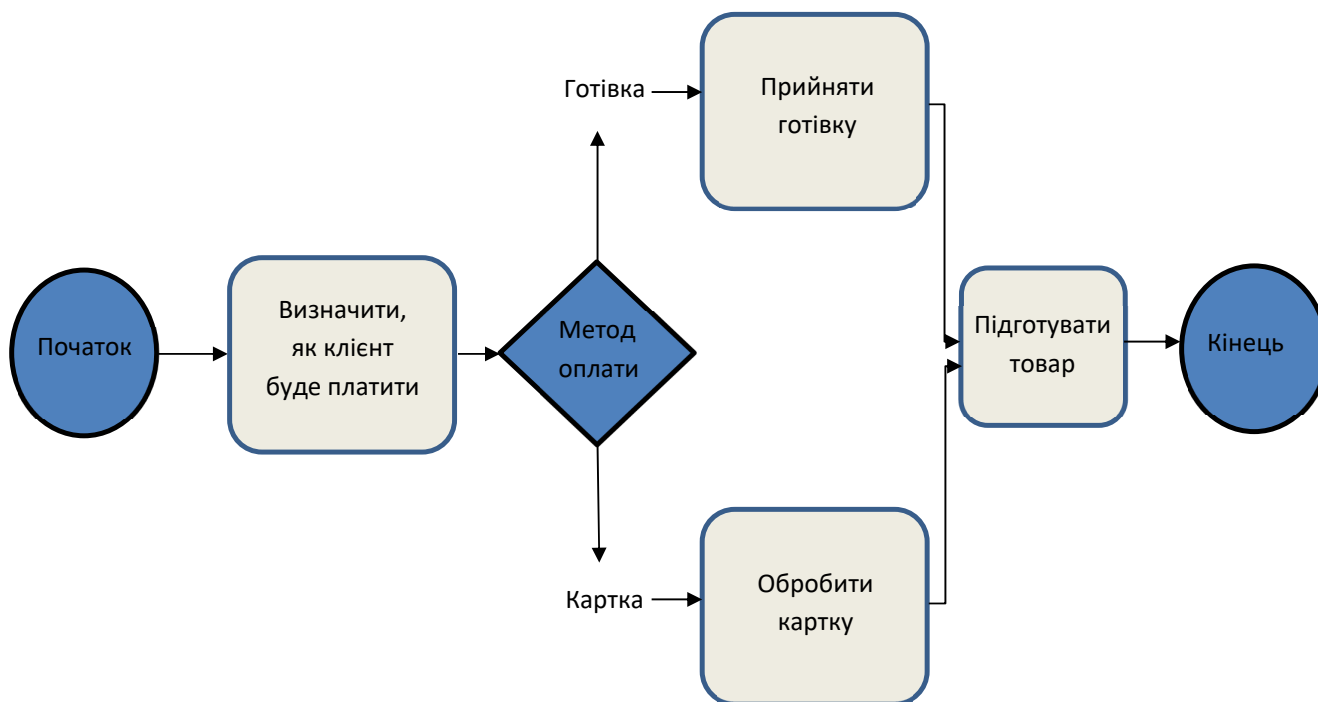 Початок
Визначити,
як клієнт
буде платити
Метод
оплати
Готівка
Прийняти
готівку
Картка
Обробити
картку
Підготувати
товар
Кінець